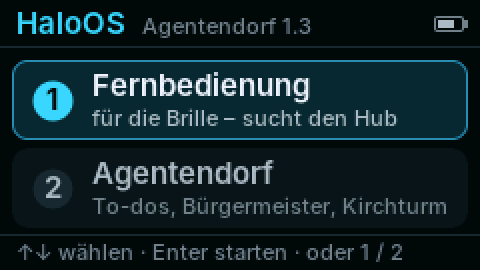 HaloOS Agentendorf 1.3
1 Fernbedienung
für die Brille – sucht den Hub
2 Agentendorf
To-dos, Bürgermeister, Kirchturm
↑↓ wählen · Enter starten · oder 1 / 2